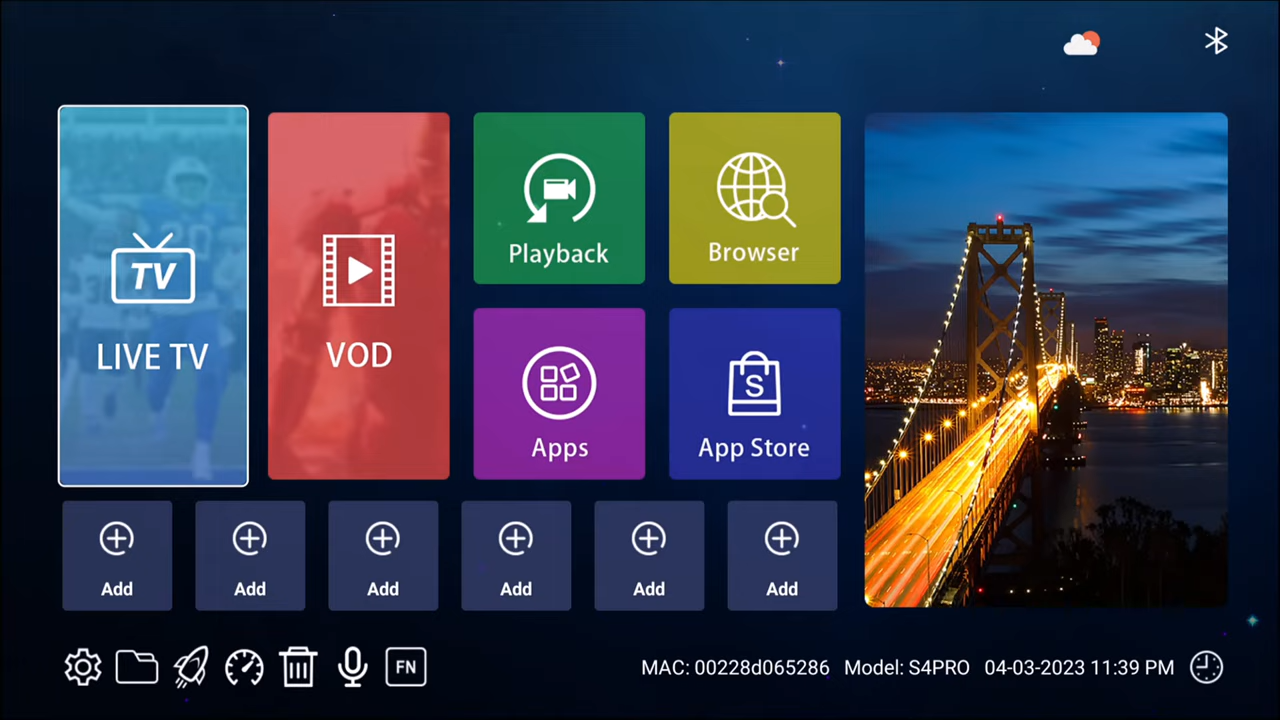 TV
LIVE TV
VOD
Playback
Browser
Apps
S
App Store
Add
Add
Add
Add
Add
Add
FN
MAC: 00228d065286 Model: S4PRO 04-03-2023 11:39 PM